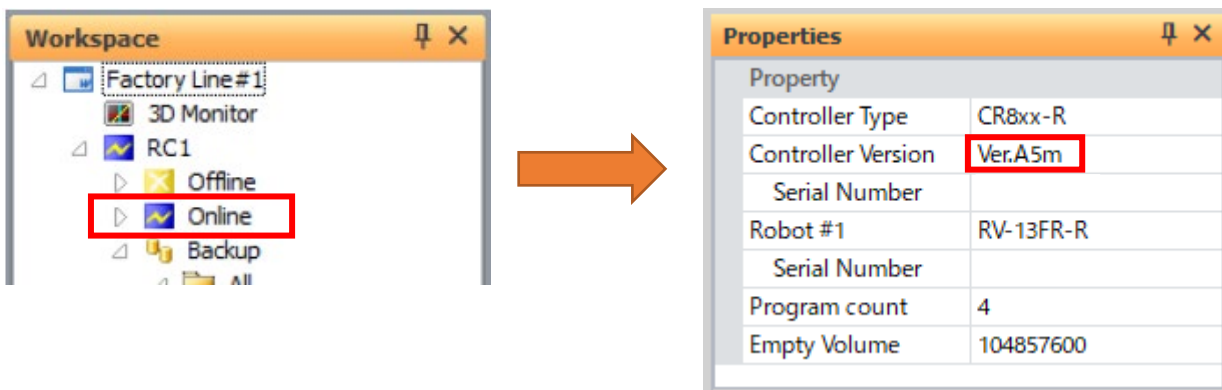 Workspace
Factory Line#1
3D Monitor
RC1
Offline
Online
Backup
All
Properties
Property
Controller Type CR8xx-R
Controller Version Ver.A5m
Serial Number
Robot #1 RV-13FR-R
Serial Number
Program count 4
Empty Volume 104857600